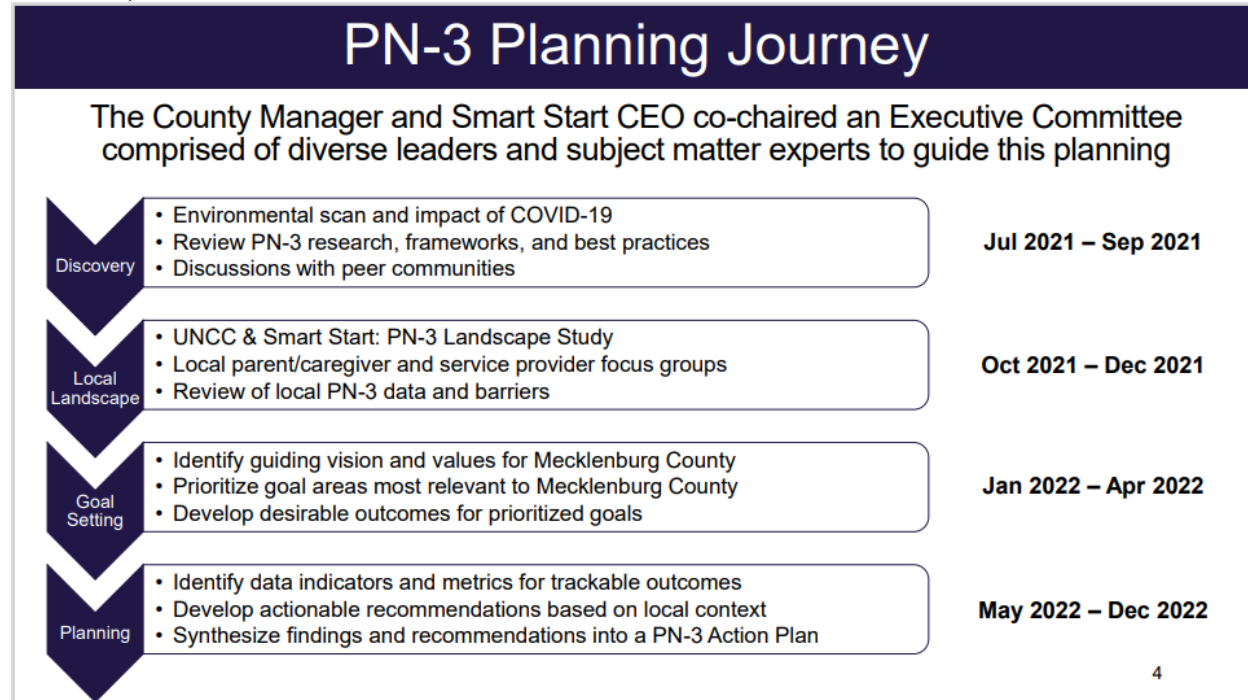 PN-3 Planning Journey
The County Manager and Smart Start CEO co-chaired an Executive Committee
comprised of diverse leaders and subject matter experts to guide this planning
Discovery
• Environmental scan and impact of COVID-19
• Review PN-3 research, frameworks, and best practices
• Discussions with peer communities
Jul 2021 – Sep 2021
Local
Landscape
• UNCC & Smart Start: PN-3 Landscape Study
• Local parent/caregiver and service provider focus groups
• Review of local PN-3 data and barriers
Oct 2021 – Dec 2021
Goal
Setting
• Identify guiding vision and values for Mecklenburg County
• Prioritize goal areas most relevant to Mecklenburg County
• Develop desirable outcomes for prioritized goals
Jan 2022 – Apr 2022
Planning
• Identify data indicators and metrics for trackable outcomes
• Develop actionable recommendations based on local context
• Synthesize findings and recommendations into a PN-3 Action Plan
May 2022 – Dec 2022
4